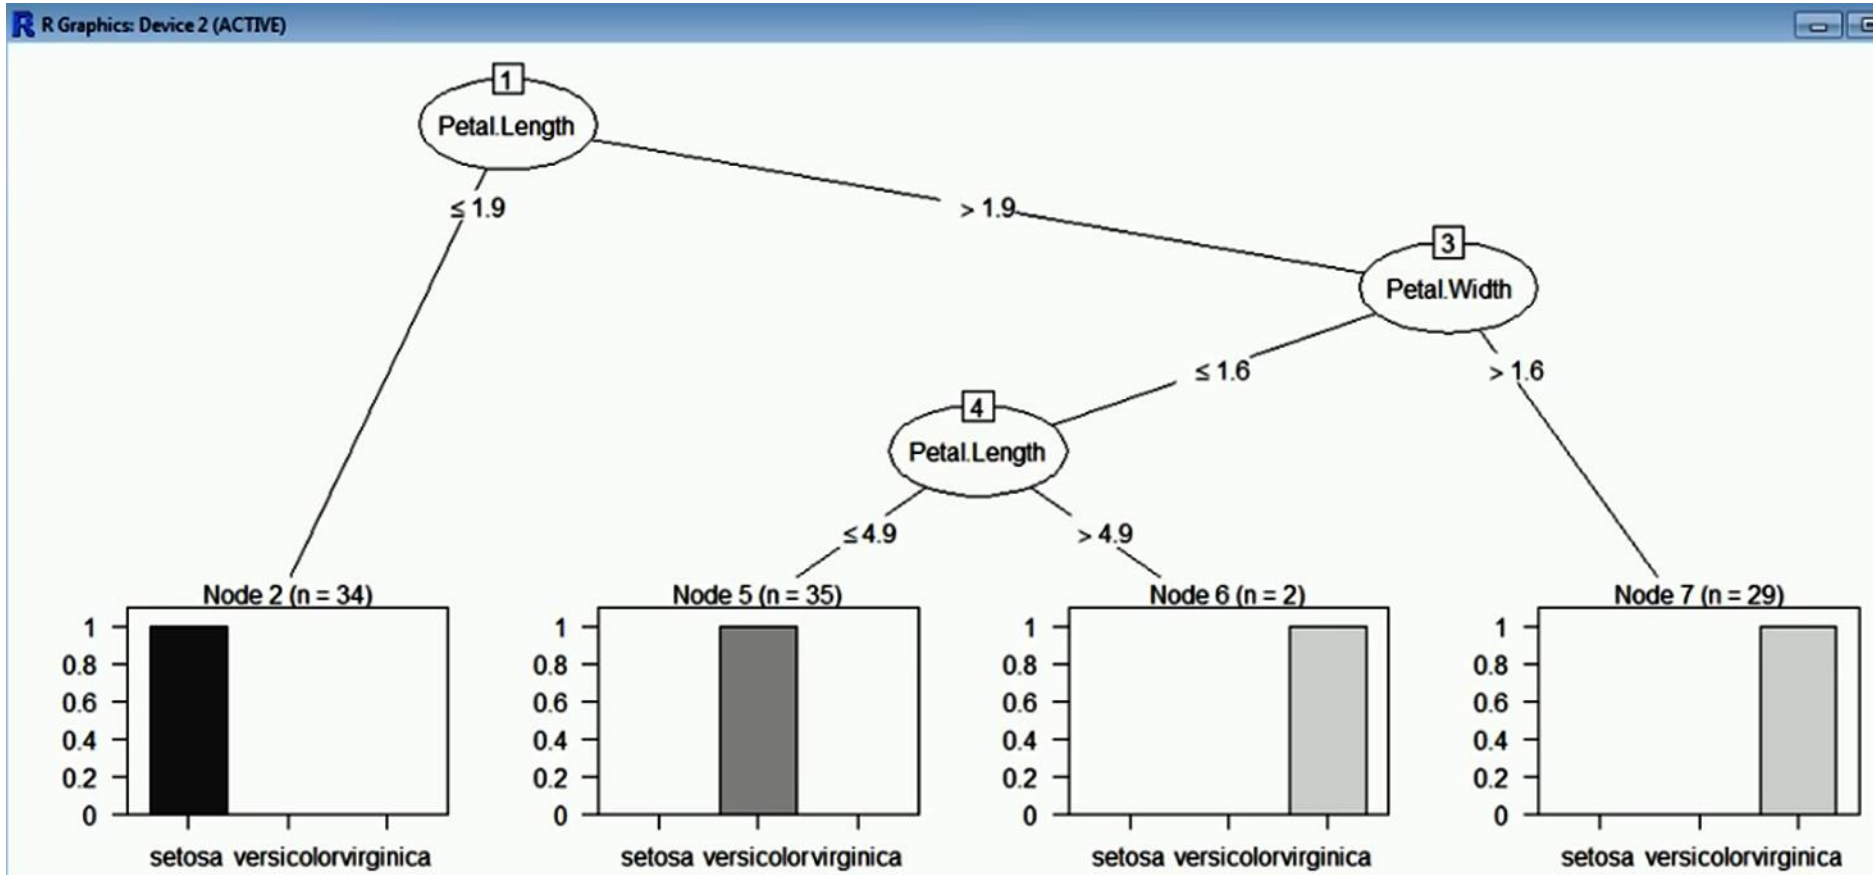 R Graphics: Device 2 (ACTIVE)
1
Petal.Length
≤ 1.9
> 1.9
3
Petal.Width
≤ 1.6
> 1.6
4
Petal.Length
≤ 4.9
> 4.9
Node 2 (n = 34)
1
0.8
0.6
0.4
0.2
0
setosa versicolorvirginica
Node 5 (n = 35)
1
0.8
0.6
0.4
0.2
0
setosa versicolorvirginica
Node 6 (n = 2)
1
0.8
0.6
0.4
0.2
0
setosa versicolorvirginica
Node 7 (n = 29)
1
0.8
0.6
0.4
0.2
0
setosa versicolorvirginica